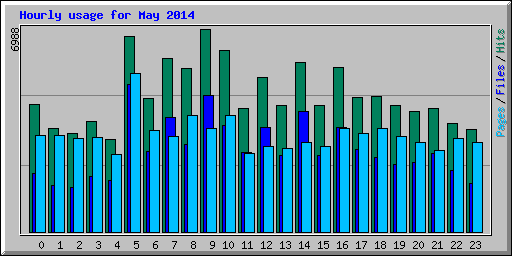 Hourly usage for May 2014
6988
Pages / Files / Hits
0 1 2 3 4 5 6 7 8 9 10 11 12 13 14 15 16 17 18 19 20 21 22 23